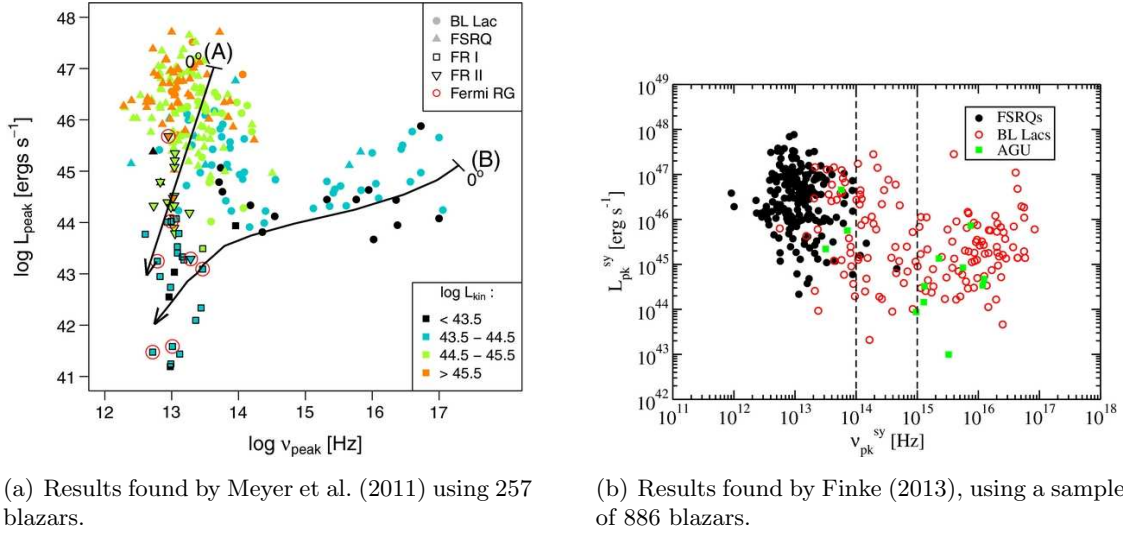 48
47
46
45
44
43
42
41
log L_peak [ergs s⁻¹]
12
13
14
15
16
17
log ν_peak [Hz]
0° (A)
(B)
0°
BL Lac
FSRQ
FR I
FR II
Fermi RG
log L_kin :
< 43.5
43.5 − 44.5
44.5 − 45.5
> 45.5
10⁴⁹
10⁴⁸
10⁴⁷
10⁴⁶
10⁴⁵
10⁴⁴
10⁴³
10⁴²
L_pk^sy [erg s⁻¹]
10¹¹
10¹²
10¹³
10¹⁴
10¹⁵
10¹⁶
10¹⁷
10¹⁸
ν_pk^sy [Hz]
FSRQs
BL Lacs
AGU
(a) Results found by Meyer et al. (2011) using 257
blazars.
(b) Results found by Finke (2013), using a sample
of 886 blazars.